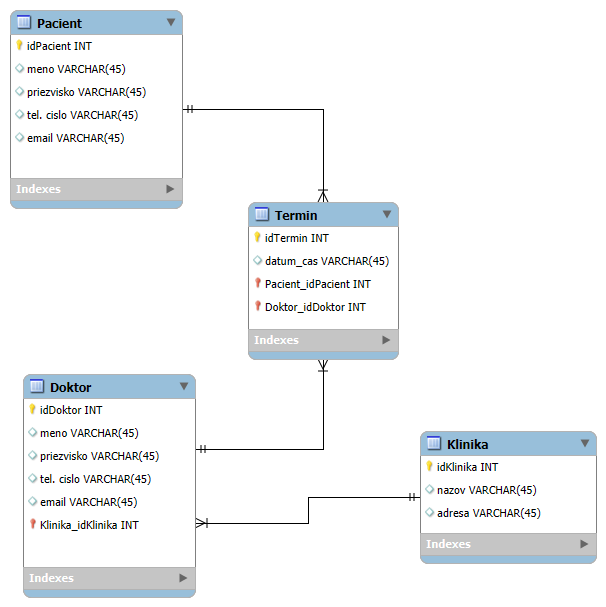 Pacient
idPacient INT
meno VARCHAR(45)
priezvisko VARCHAR(45)
tel. cislo VARCHAR(45)
email VARCHAR(45)
Indexes
Termin
idTermin INT
datum_cas VARCHAR(45)
Pacient_idPacient INT
Doktor_idDoktor INT
Indexes
Doktor
idDoktor INT
meno VARCHAR(45)
priezvisko VARCHAR(45)
tel. cislo VARCHAR(45)
email VARCHAR(45)
Klinika_idKlinika INT
Indexes
Klinika
idKlinika INT
nazov VARCHAR(45)
adresa VARCHAR(45)
Indexes